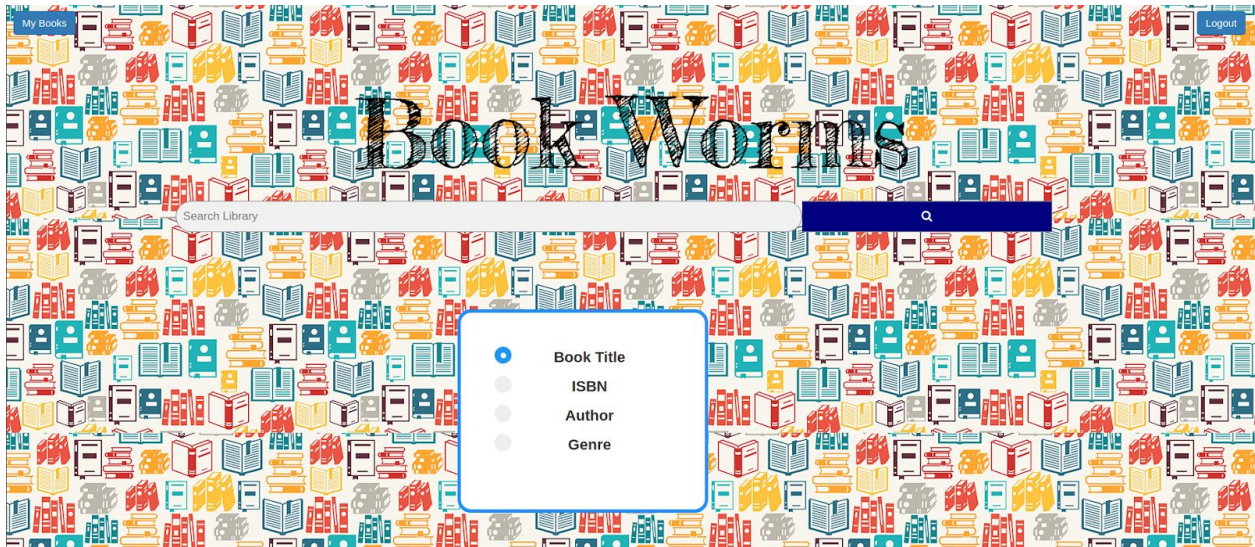 My Books
Logout
Book Worms
Search Library
Book Title
ISBN
Author
Genre